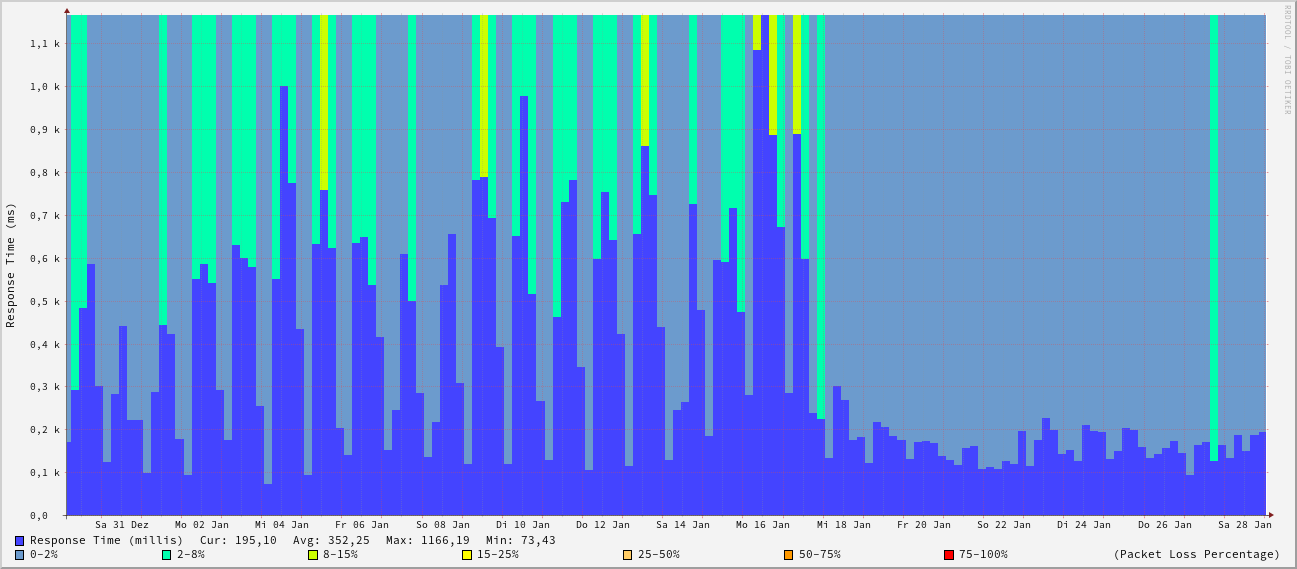 RRDTOOL / TOBI OETIKER
Response Time (ms)
1,1 k
1,0 k
0,9 k
0,8 k
0,7 k
0,6 k
0,5 k
0,4 k
0,3 k
0,2 k
0,1 k
0,0
Sa 31 Dez Mo 02 Jan Mi 04 Jan Fr 06 Jan So 08 Jan Di 10 Jan Do 12 Jan Sa 14 Jan Mo 16 Jan Mi 18 Jan Fr 20 Jan So 22 Jan Di 24 Jan Do 26 Jan Sa 28 Jan
Response Time (millis) Cur: 195,10 Avg: 352,25 Max: 1166,19 Min: 73,43
0-2% 2-8% 8-15% 15-25% 25-50% 50-75% 75-100% (Packet Loss Percentage)